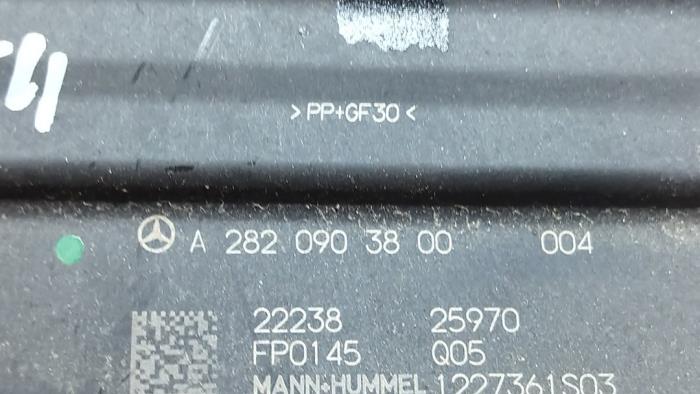 >PP+GF30<
A 282 090 38 00 004
22238 25970
FP0145 Q05
MANN+HUMMEL 1227361S03